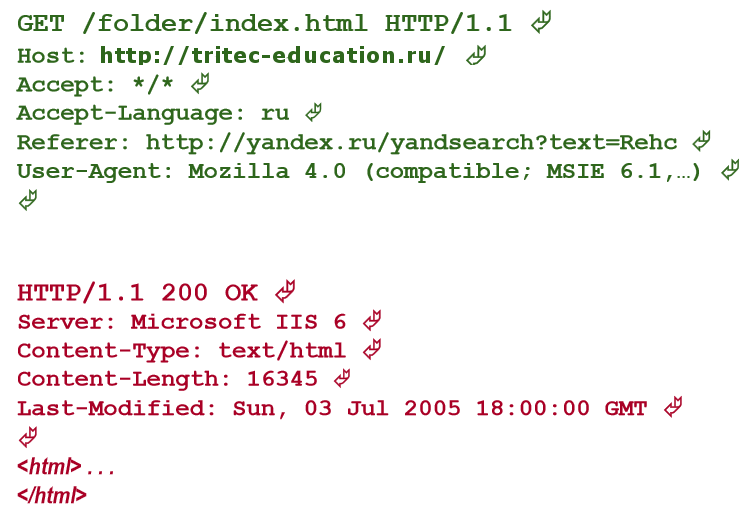 GET /folder/index.html HTTP/1.1 ↵
Host: http://tritec-education.ru/ ↵
Accept: */* ↵
Accept-Language: ru ↵
Referer: http://yandex.ru/yandsearch?text=Rehc ↵
User-Agent: Mozilla 4.0 (compatible; MSIE 6.1,…) ↵
↵
HTTP/1.1 200 OK ↵
Server: Microsoft IIS 6 ↵
Content-Type: text/html ↵
Content-Length: 16345 ↵
Last-Modified: Sun, 03 Jul 2005 18:00:00 GMT ↵
↵
<html> . . .
</html>